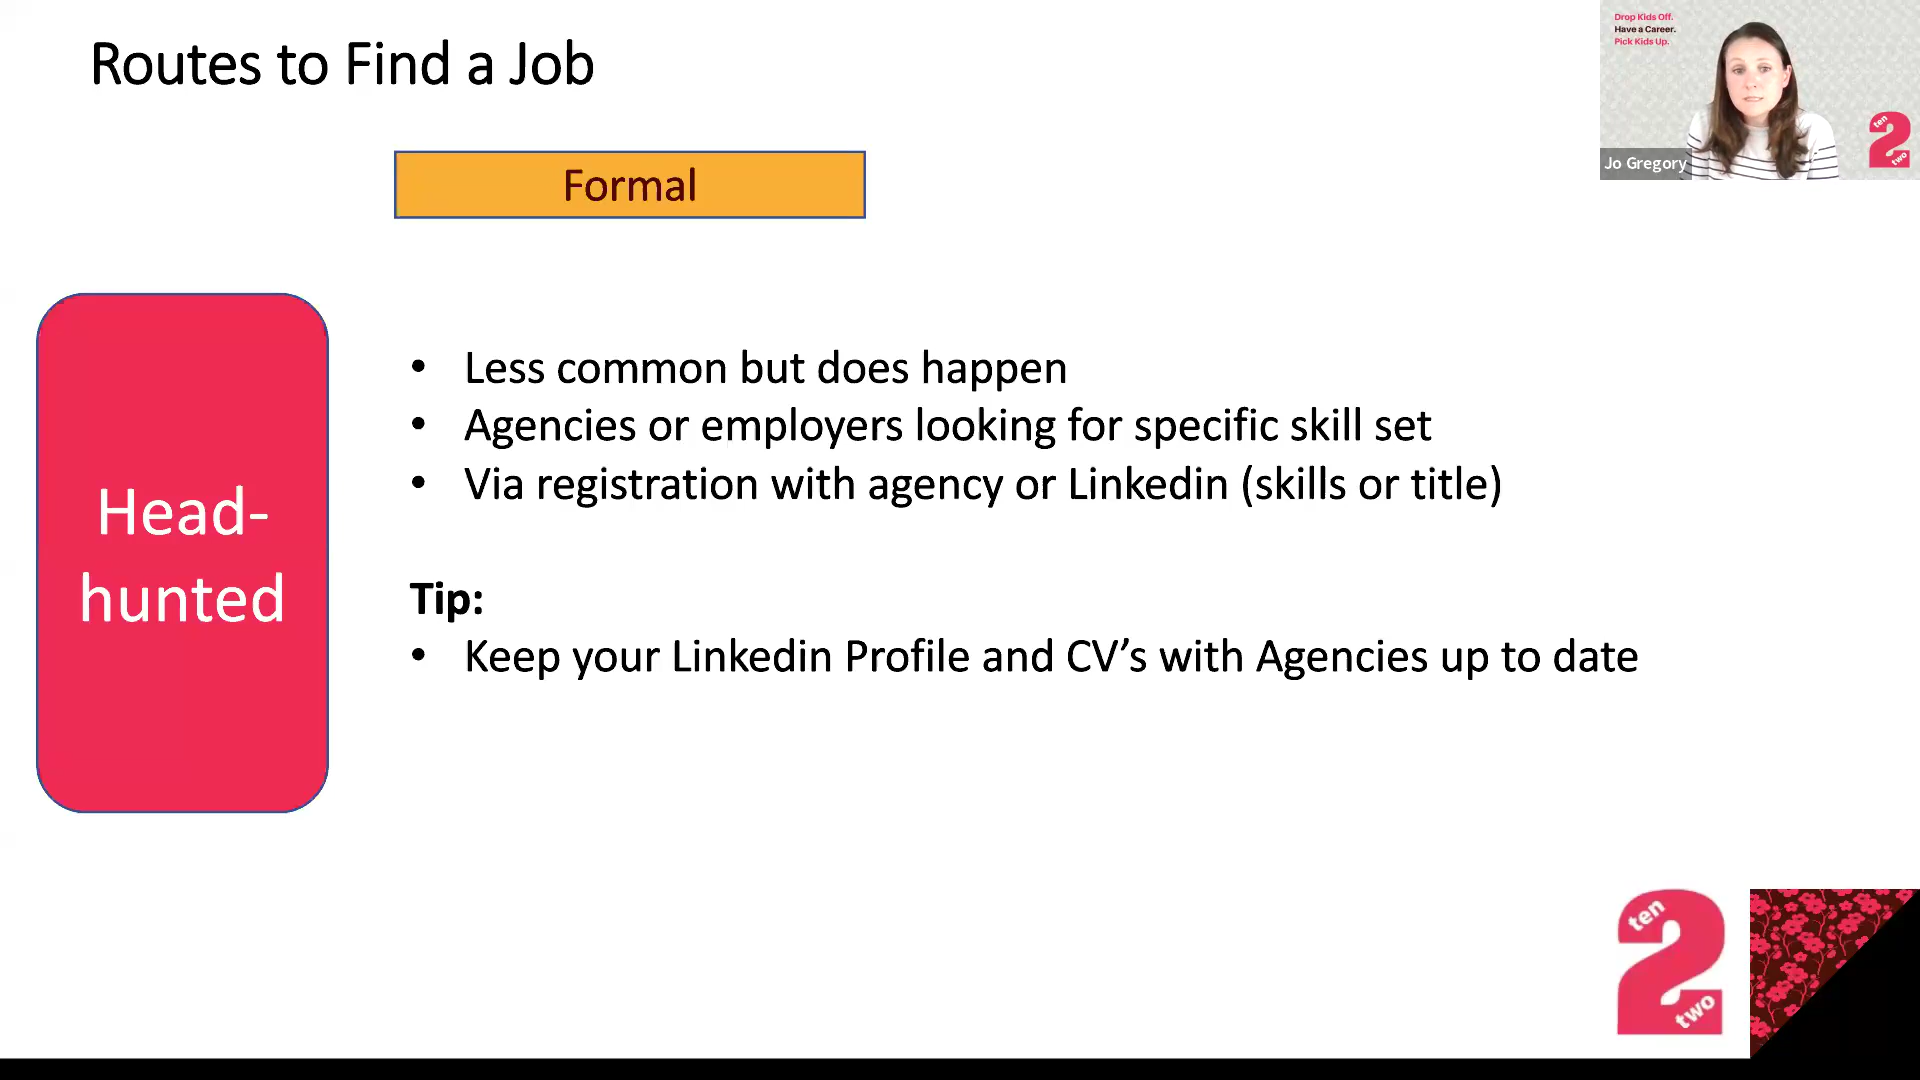 Routes to Find a Job
Drop Kids Off.
Have a Career.
Pick Kids Up.
ten
2
two
Jo Gregory
Formal
Head-
hunted
• Less common but does happen
• Agencies or employers looking for specific skill set
• Via registration with agency or Linkedin (skills or title)
Tip:
• Keep your Linkedin Profile and CV’s with Agencies up to date
ten
2
two